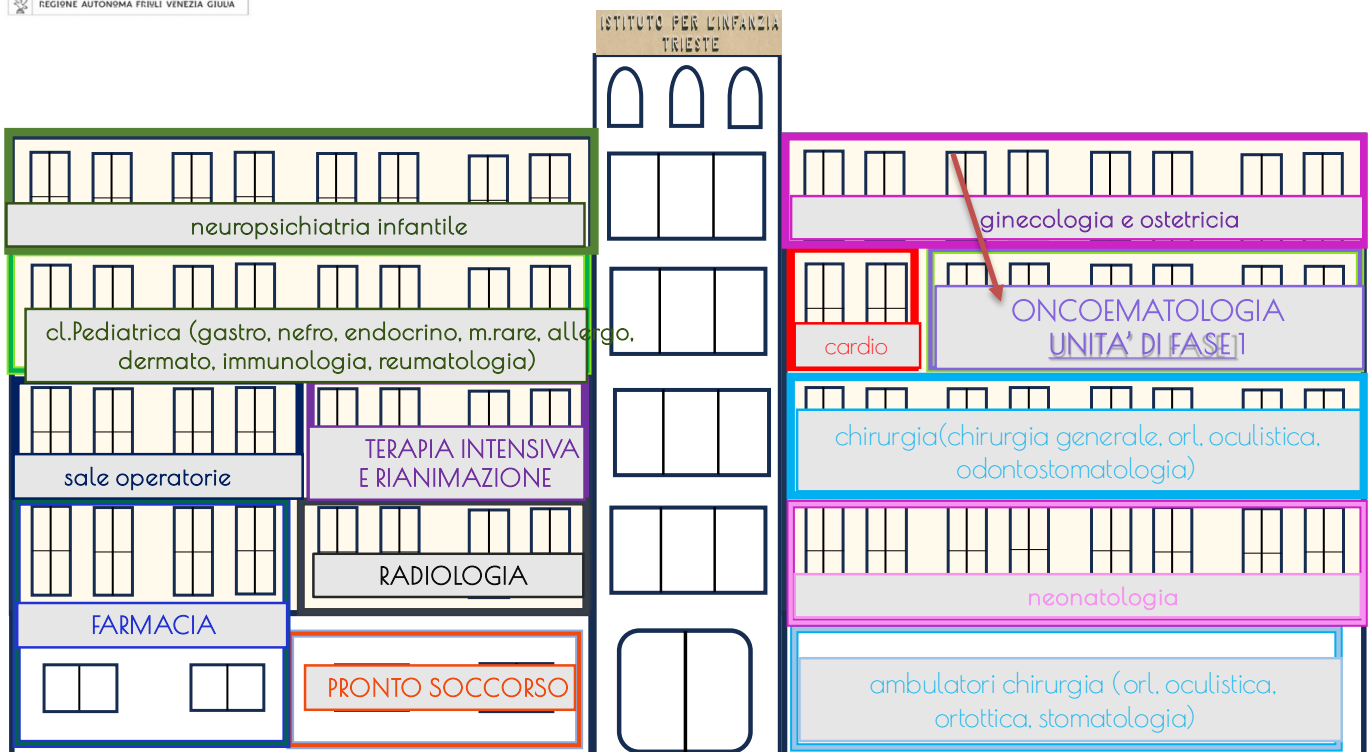 REGIONE AUTONOMA FRIULI VENEZIA GIULIA
ISTITUTO PER L'INFANZIA
TRIESTE
neuropsichiatria infantile
ginecologia e ostetricia
cl.Pediatrica (gastro, nefro, endocrino, m.rare, allergo,
dermato, immunologia, reumatologia)
cardio
ONCOEMATOLOGIA
UNITA' DI FASE1
sale operatorie
TERAPIA INTENSIVA
E RIANIMAZIONE
chirurgia(chirurgia generale, orl, oculistica,
odontostomatologia)
FARMACIA
RADIOLOGIA
neonatologia
PRONTO SOCCORSO
ambulatori chirurgia (orl, oculistica,
ortottica, stomatologia)